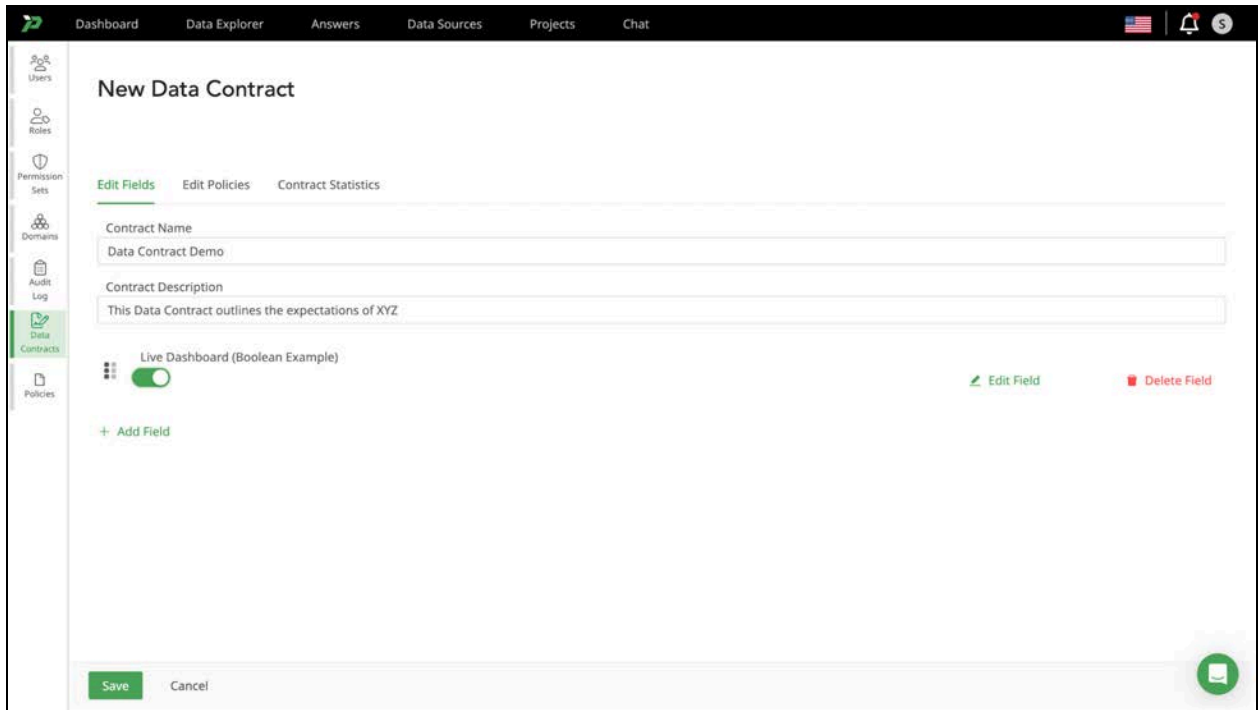 Dashboard Data Explorer Answers Data Sources Projects Chat
S
Users
Roles
Permission
Sets
Domains
Audit
Log
Data
Contracts
Policies
New Data Contract
Edit Fields Edit Policies Contract Statistics
Contract Name
Data Contract Demo
Contract Description
This Data Contract outlines the expectations of XYZ
Live Dashboard (Boolean Example)
Edit Field Delete Field
+ Add Field
Save Cancel